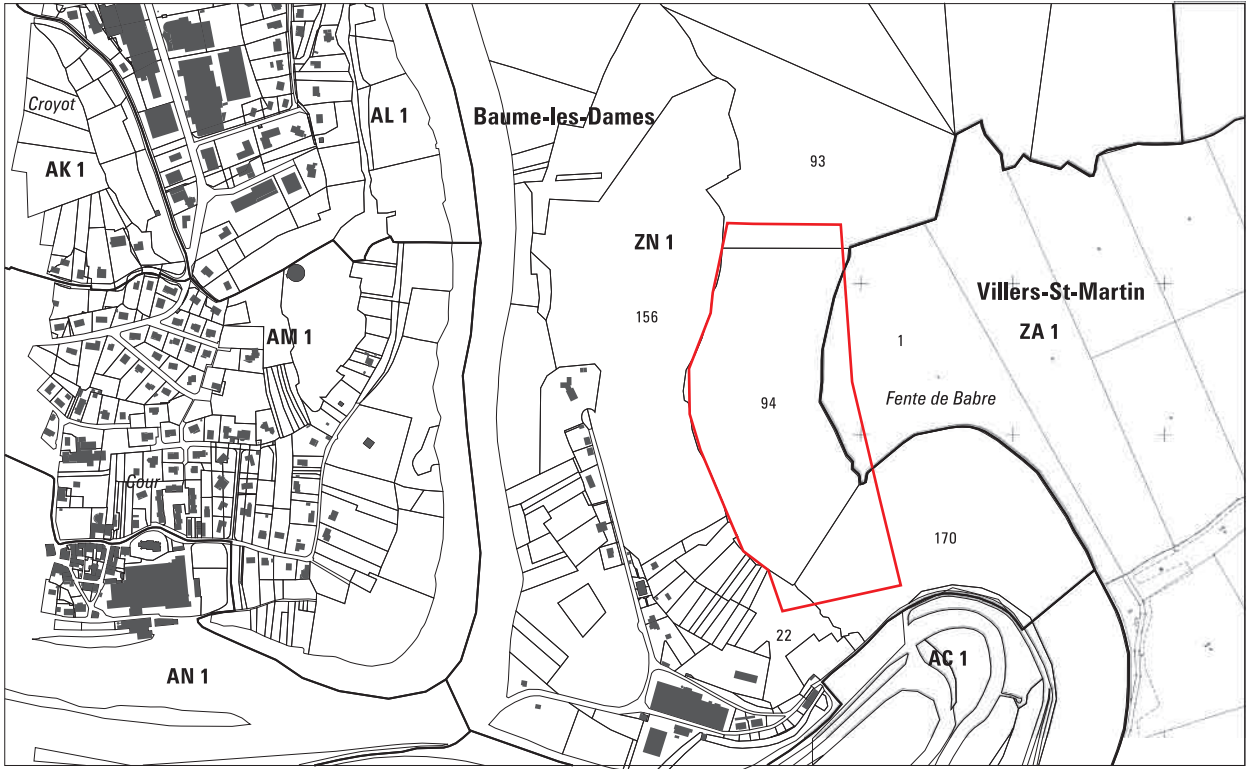 Croyot
AL 1
Baume-les-Dames
AK 1
93
ZN 1
Villers-St-Martin
156
AM 1
1
ZA 1
94
Fente de Babre
Cour
170
22
AC 1
AN 1